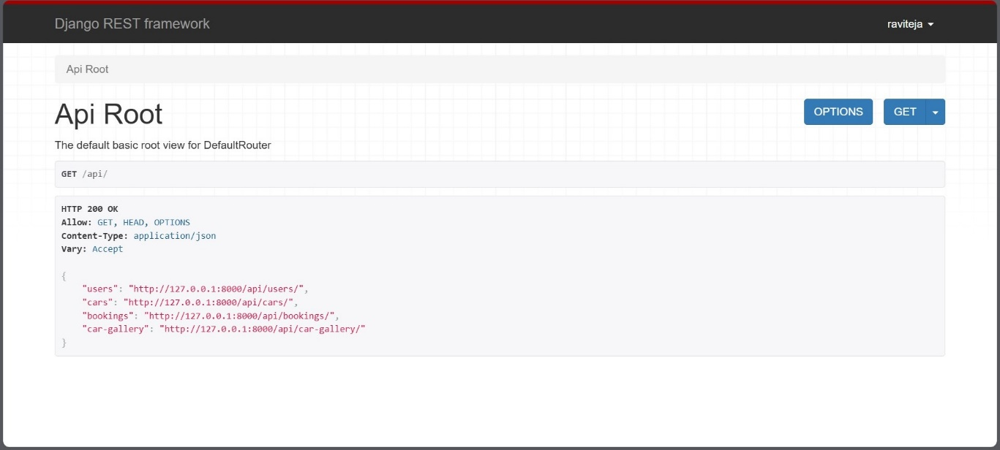 Django REST framework
raviteja
Api Root
Api Root
OPTIONS
GET
The default basic root view for DefaultRouter
GET /api/
HTTP 200 OK
Allow: GET, HEAD, OPTIONS
Content-Type: application/json
Vary: Accept
{
"users": "http://127.0.0.1:8000/api/users/",
"cars": "http://127.0.0.1:8000/api/cars/",
"bookings": "http://127.0.0.1:8000/api/bookings/",
"car-gallery": "http://127.0.0.1:8000/api/car-gallery/"
}